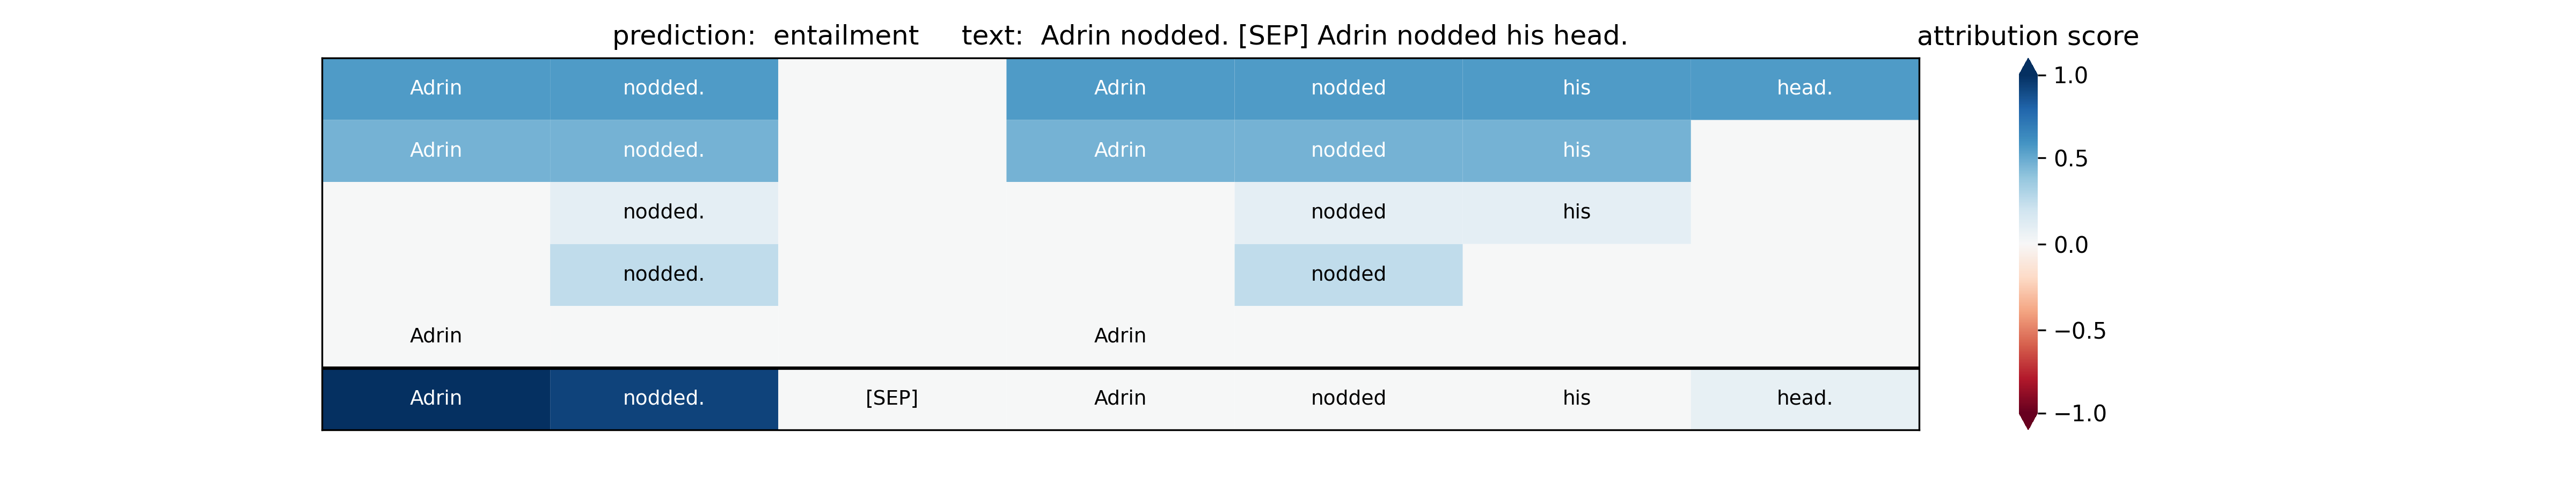 prediction: entailment text: Adrin nodded. [SEP] Adrin nodded his head.
attribution score
Adrin nodded. Adrin nodded his head.
Adrin nodded. Adrin nodded his
nodded. nodded his
nodded. nodded
Adrin Adrin
Adrin nodded. [SEP] Adrin nodded his head.
1.0
0.5
0.0
−0.5
−1.0